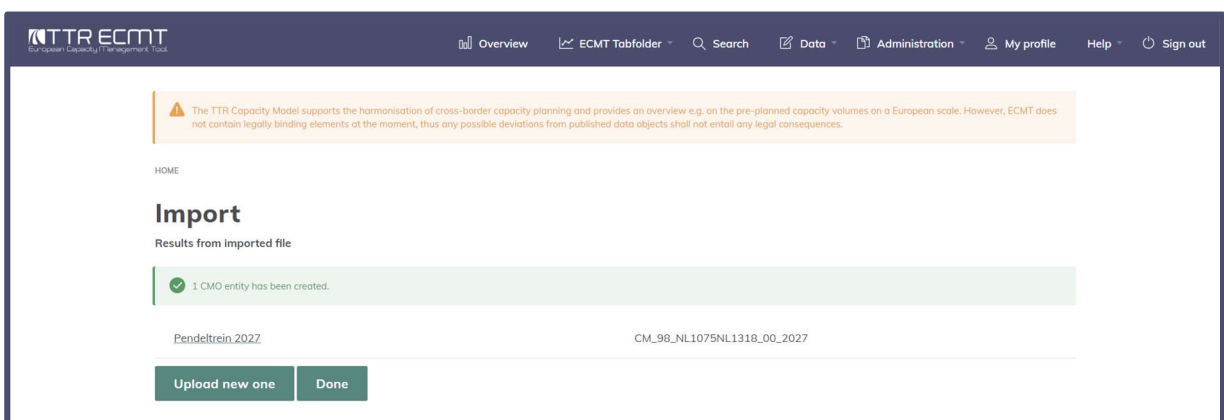 TTR ECMT
European Capacity Management Tool
Overview
ECMT Tabfolder
Search
Data
Administration
My profile
Help
Sign out
The TTR Capacity Model supports the harmonisation of cross-border capacity planning and provides an overview e.g. on the pre-planned capacity volumes on a European scale. However, ECMT does
not contain legally binding elements at the moment, thus any possible deviations from published data objects shall not entail any legal consequences.
HOME
Import
Results from imported file
1 CMO entity has been created.
Pendeltrein 2027
CM_98_NL1075NL1318_00_2027
Upload new one
Done